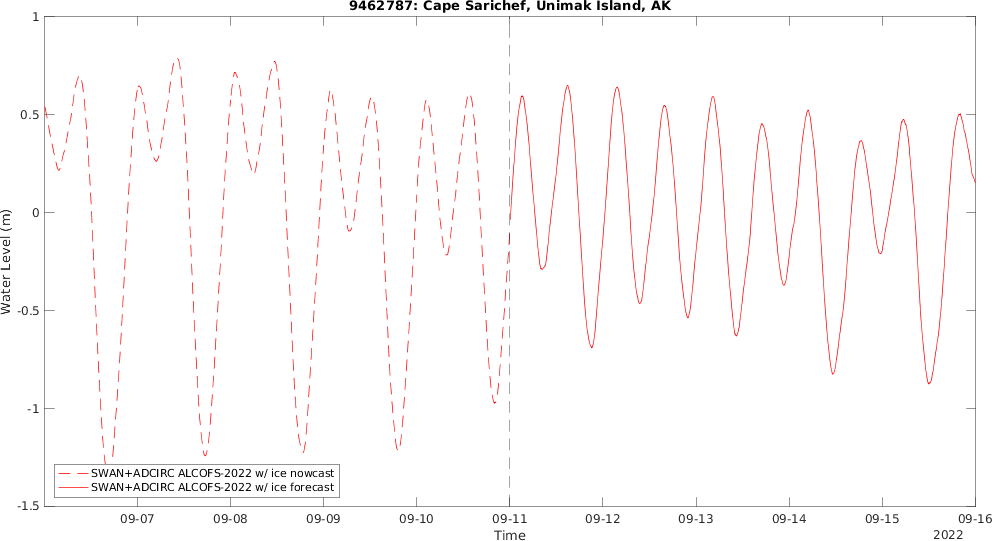 9462787: Cape Sarichef, Unimak Island, AK
1
0.5
0
-0.5
-1
-1.5
Water Level (m)
SWAN+ADCIRC ALCOFS-2022 w/ ice nowcast
SWAN+ADCIRC ALCOFS-2022 w/ ice forecast
09-07 09-08 09-09 09-10 09-11 09-12 09-13 09-14 09-15 09-16
Time
2022